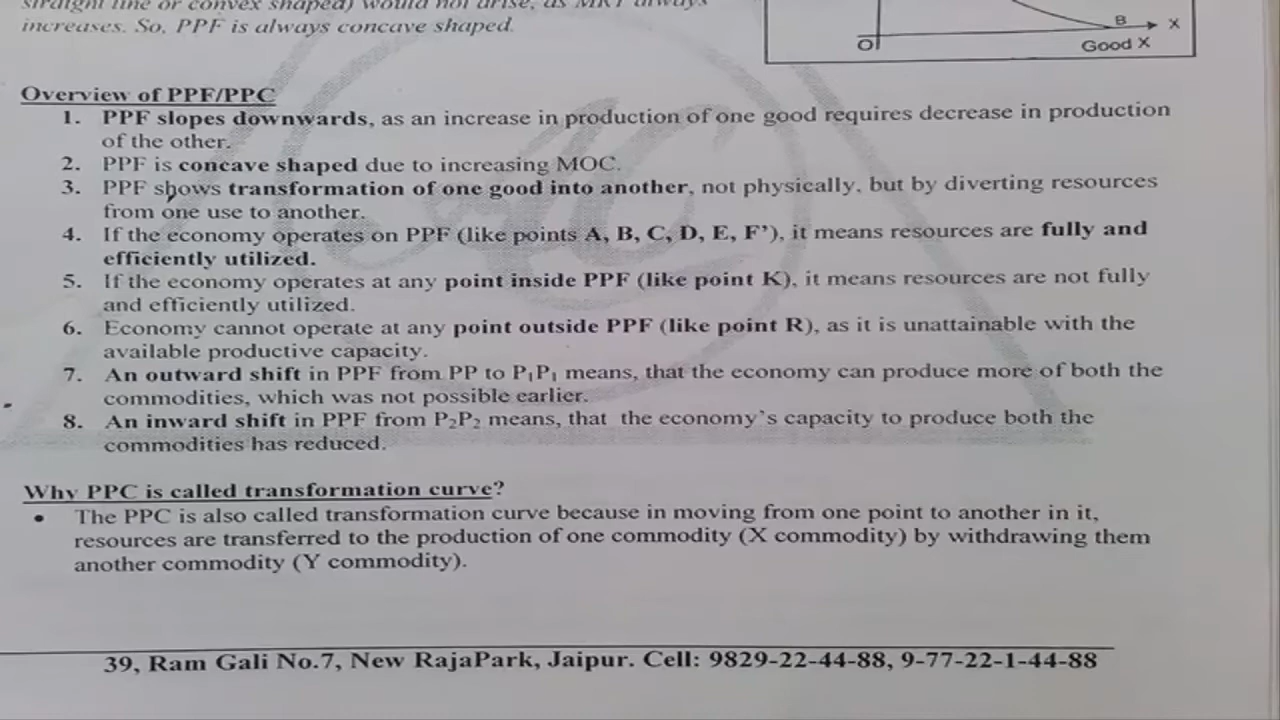 straight line or convex shaped) would not arise, as MRT always
increases. So, PPF is always concave shaped.
B
X
O
Good X
Overview of PPF/PPC
1. PPF slopes downwards, as an increase in production of one good requires decrease in production
of the other.
2. PPF is concave shaped due to increasing MOC.
3. PPF shows transformation of one good into another, not physically, but by diverting resources
from one use to another.
4. If the economy operates on PPF (like points A, B, C, D, E, F’), it means resources are fully and
efficiently utilized.
5. If the economy operates at any point inside PPF (like point K), it means resources are not fully
and efficiently utilized.
6. Economy cannot operate at any point outside PPF (like point R), as it is unattainable with the
available productive capacity.
7. An outward shift in PPF from PP to P₁P₁ means, that the economy can produce more of both the
commodities, which was not possible earlier.
8. An inward shift in PPF from P₂P₂ means, that the economy’s capacity to produce both the
commodities has reduced.
Why PPC is called transformation curve?
• The PPC is also called transformation curve because in moving from one point to another in it,
resources are transferred to the production of one commodity (X commodity) by withdrawing them
another commodity (Y commodity).
39, Ram Gali No.7, New RajaPark, Jaipur. Cell: 9829-22-44-88, 9-77-22-1-44-88